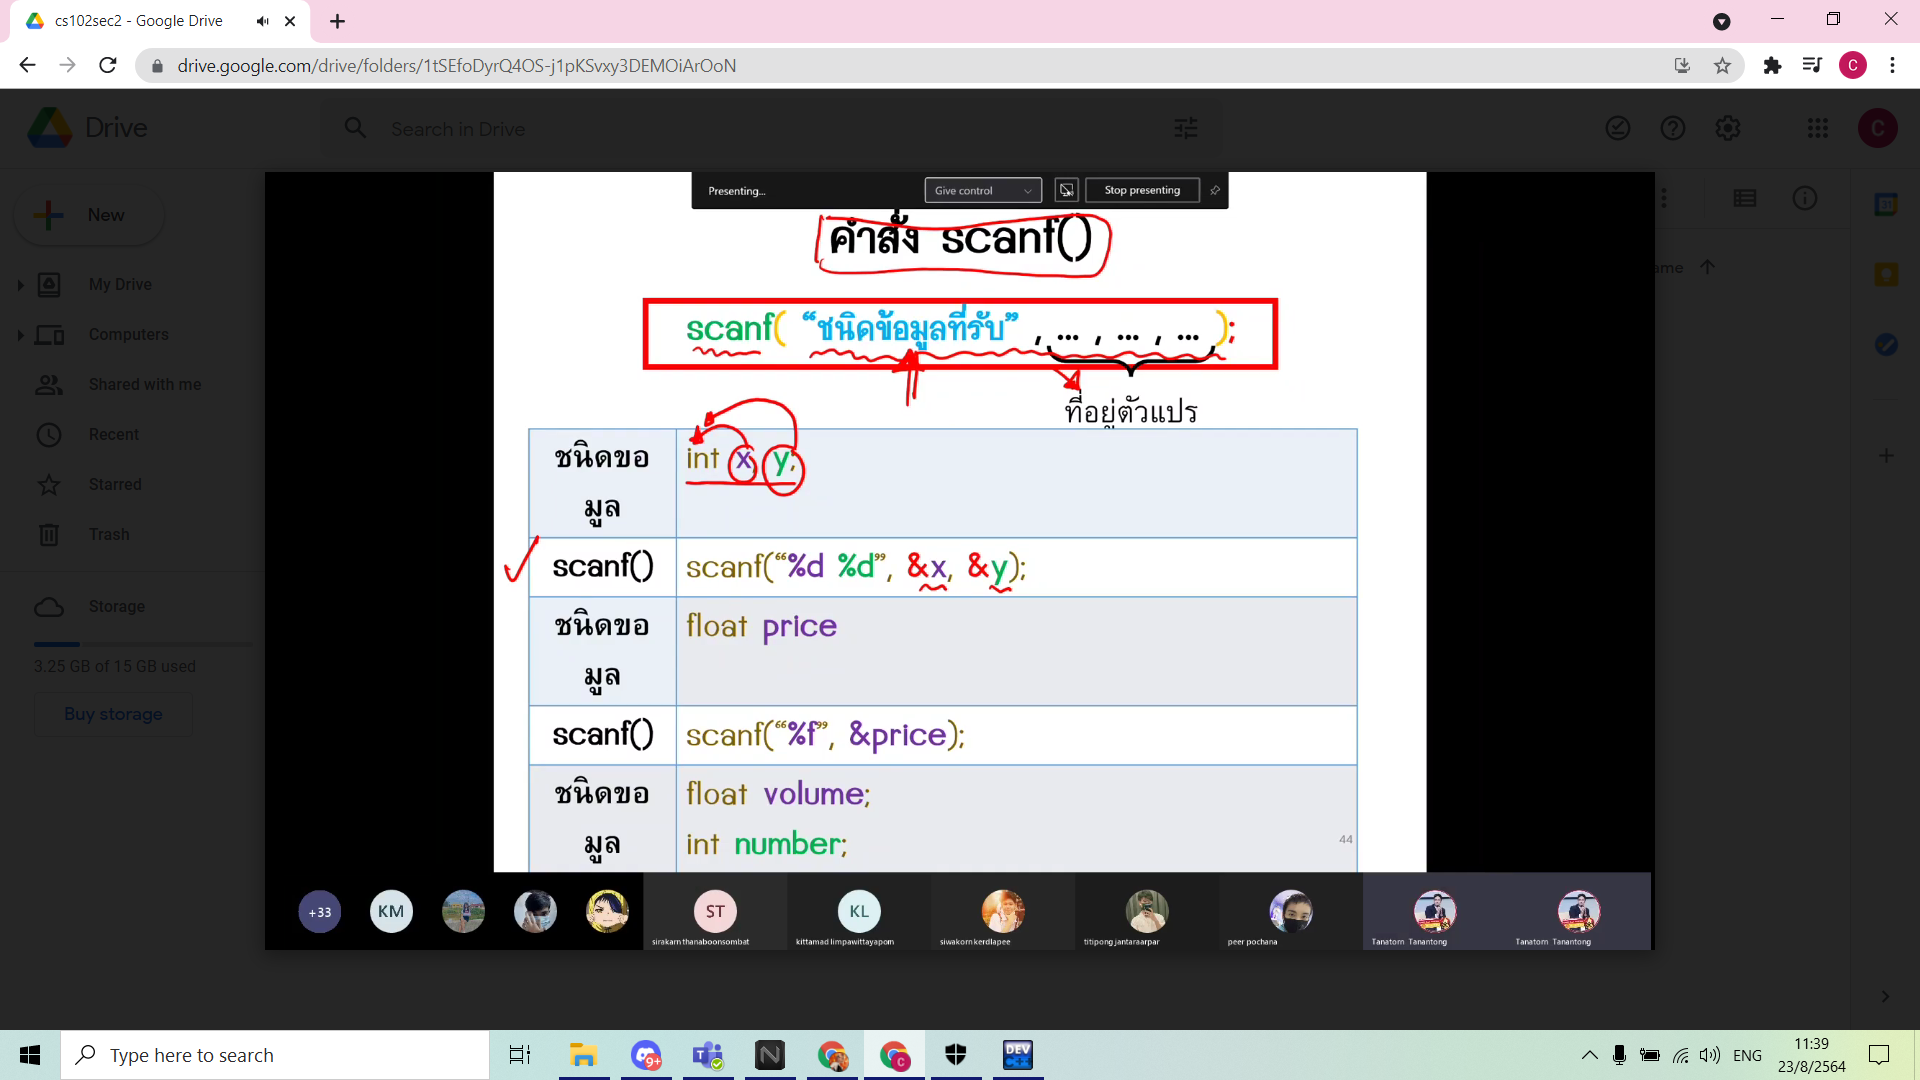 cs102sec2 - Google Drive
drive.google.com/drive/folders/1tSEfoDyrQ4OS-j1pKSvxy3DEMOiArOoN
C
Drive
Search in Drive
C
New
My Drive
Computers
Shared with me
Recent
Starred
Trash
Storage
3.25 GB of 15 GB used
Buy storage
31
Presenting...
Give control
Stop presenting
คำสั่ง scanf()
scanf( “ชนิดข้อมูลที่รับ” , ... , ... , ... );
ที่อยู่ตัวแปร
ชนิดขอ
มูล
int x, y;
scanf()
scanf(“%d %d”, &x, &y);
ชนิดขอ
มูล
float price
scanf()
scanf(“%f”, &price);
ชนิดขอ
มูล
float volume;
int number;
44
+33
KM
ST
KL
sirakarn thanaboonsombat
kittamad limpawittayapom
siwakorn kerdlapee
titipong jantaraarpar
peer pochana
Tanatorn Tanantong
Tanatorn Tanantong
Type here to search
9+
DEV
ENG
11:39
23/8/2564